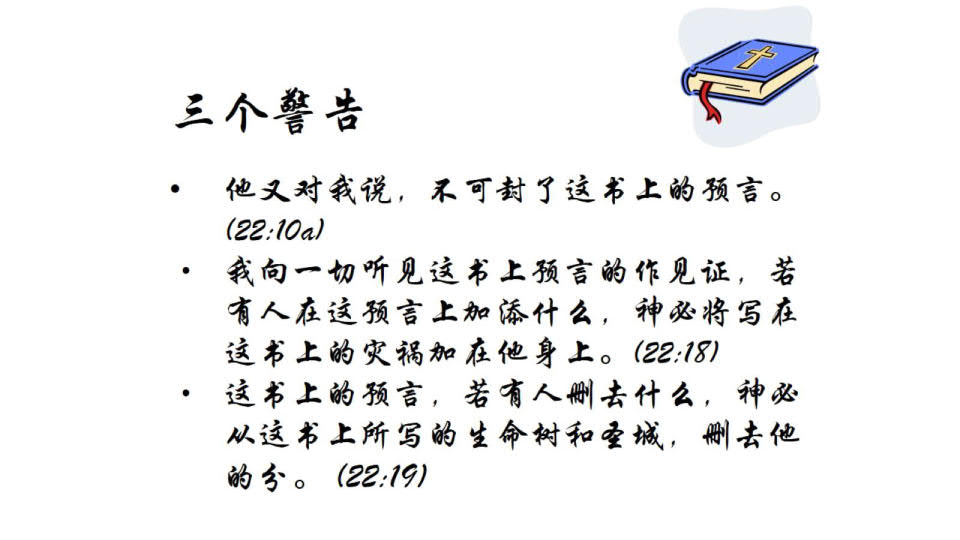 三个警告
• 他又对我说，不可封了这书上的预言。
(22:10a)
• 我向一切听见这书上预言的作见证，若
有人在这预言上加添什么，神必将写在
这书上的灾祸加在他身上。(22:18)
• 这书上的预言，若有人删去什么，神必
从这书上所写的生命树和圣城，删去他
的分。 (22:19)